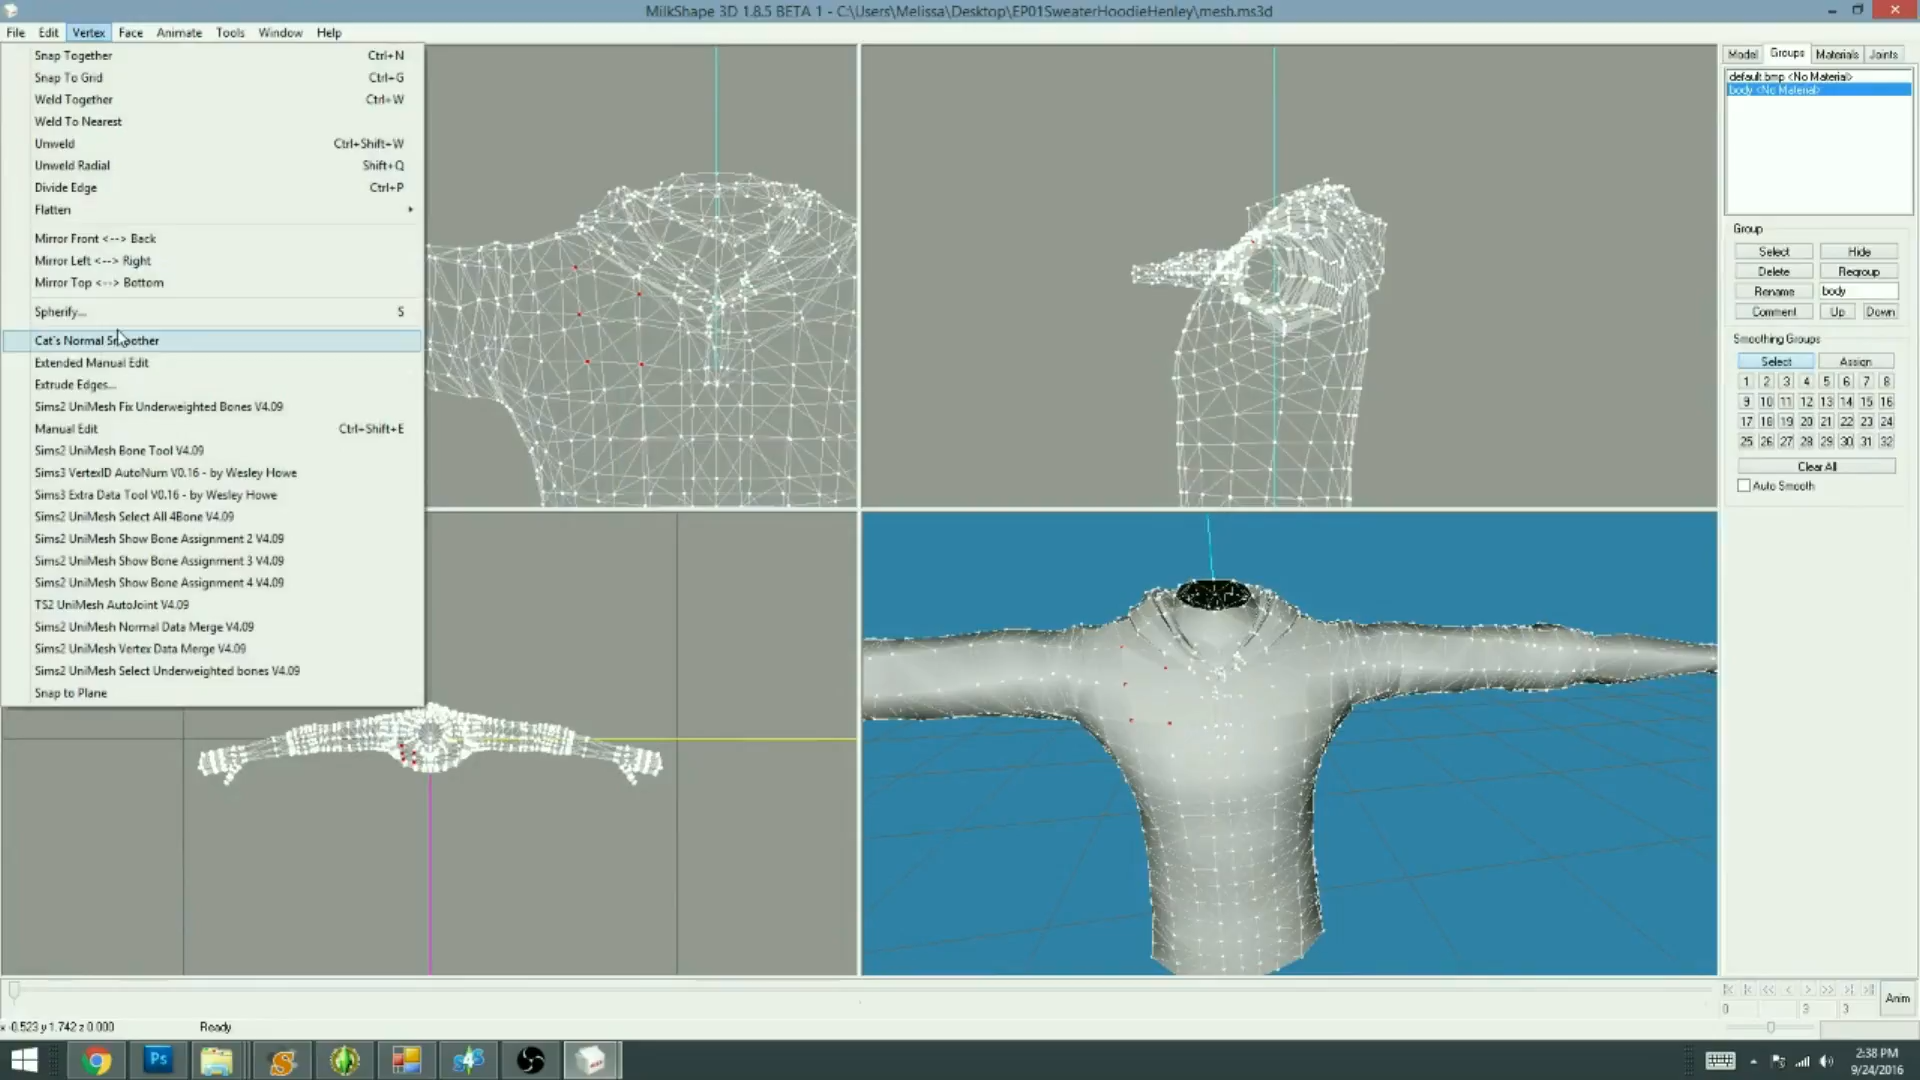 MilkShape 3D 1.8.5 BETA 1 - C:\Users\Melissa\Desktop\EP01SweaterHoodieHenley\mesh.ms3d
File Edit Vertex Face Animate Tools Window Help
Snap Together Ctrl+N
Snap To Grid Ctrl+G
Weld Together Ctrl+W
Weld To Nearest
Unweld Ctrl+Shift+W
Unweld Radial Shift+Q
Divide Edge Ctrl+P
Flatten
Mirror Front <--> Back
Mirror Left <--> Right
Mirror Top <--> Bottom
Spherify... S
Cat's Normal Smoother
Extended Manual Edit
Extrude Edges...
Sims2 UniMesh Fix Underweighted Bones V4.09
Manual Edit Ctrl+Shift+E
Sims2 UniMesh Bone Tool V4.09
Sims3 VertexID AutoNum V0.16 - by Wesley Howe
Sims3 Extra Data Tool V0.16 - by Wesley Howe
Sims2 UniMesh Select All 4Bone V4.09
Sims2 UniMesh Show Bone Assignment 2 V4.09
Sims2 UniMesh Show Bone Assignment 3 V4.09
Sims2 UniMesh Show Bone Assignment 4 V4.09
TS2 UniMesh AutoJoint V4.09
Sims2 UniMesh Normal Data Merge V4.09
Sims2 UniMesh Vertex Data Merge V4.09
Sims2 UniMesh Select Underweighted bones V4.09
Snap to Plane
Model Groups Materials Joints
default.bmp <No Material>
body <No Material>
Group
Select Hide
Delete Regroup
Rename body
Comment Up Down
Smoothing Groups
Select Assign
1 2 3 4 5 6 7 8
9 10 11 12 13 14 15 16
17 18 19 20 21 22 23 24
25 26 27 28 29 30 31 32
Clear All
Auto Smooth
Anim
0 3 3
x -0.523 y 1.742 z 0.000 Ready
Ps
2:38 PM
9/24/2016